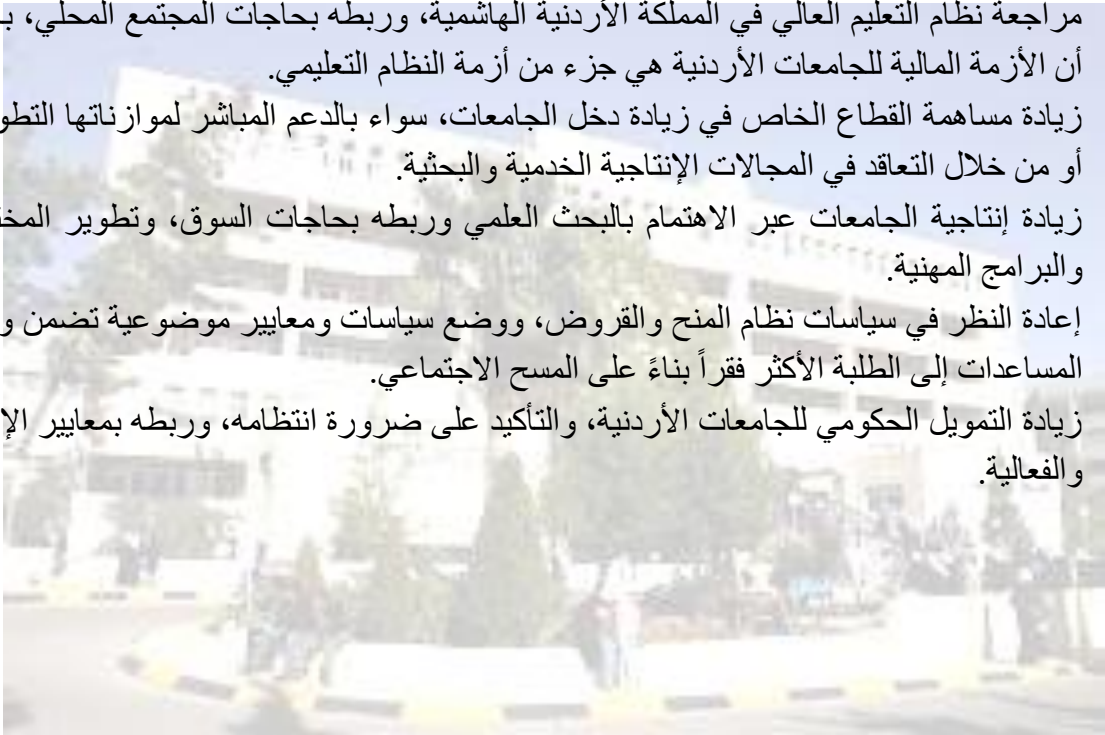 مراجعة نظام التعليم العالي في المملكة الأردنية الهاشمية، وربطه بحاجات المجتمع المحلي،
أن الأزمة المالية للجامعات الأردنية هي جزء من أزمة النظام التعليمي.
زيادة مساهمة القطاع الخاص في زيادة دخل الجامعات، سواء بالدعم المباشر لموازناتها
أو من خلال التعاقد في المجالات الإنتاجية الخدمية والبحثية.
زيادة إنتاجية الجامعات عبر الاهتمام بالبحث العلمي وربطه بحاجات السوق، وتطوير
والبرامج المهنية.
إعادة النظر في سياسات نظام المنح والقروض، ووضع سياسات ومعايير موضوعية تضمن
المساعدات إلى الطلبة الأكثر فقراً بناءً على المسح الاجتماعي.
زيادة التمويل الحكومي للجامعات الأردنية، والتأكيد على ضرورة انتظامه، وربطه بمعايير
والفعالية.